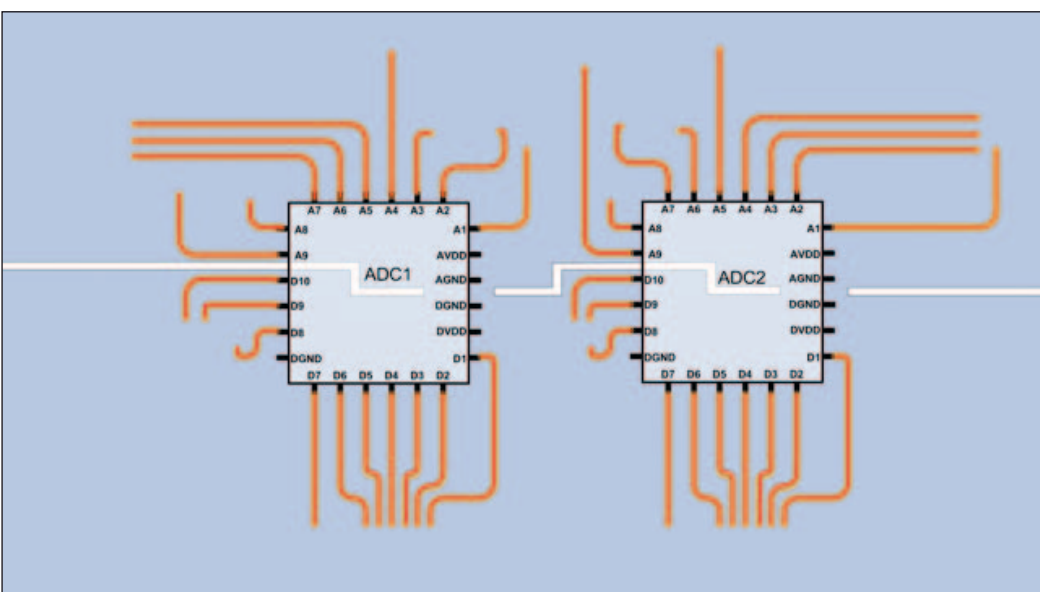 A7 A6 A5 A4 A3 A2
A8
A1
A9
AVDD
ADC1
D10
AGND
D9
DGND
D8
DVDD
DGND
D1
D7 D6 D5 D4 D3 D2
A7 A6 A5 A4 A3 A2
A8
A1
A9
AVDD
ADC2
D10
AGND
D9
DGND
D8
DVDD
DGND
D1
D7 D6 D5 D4 D3 D2